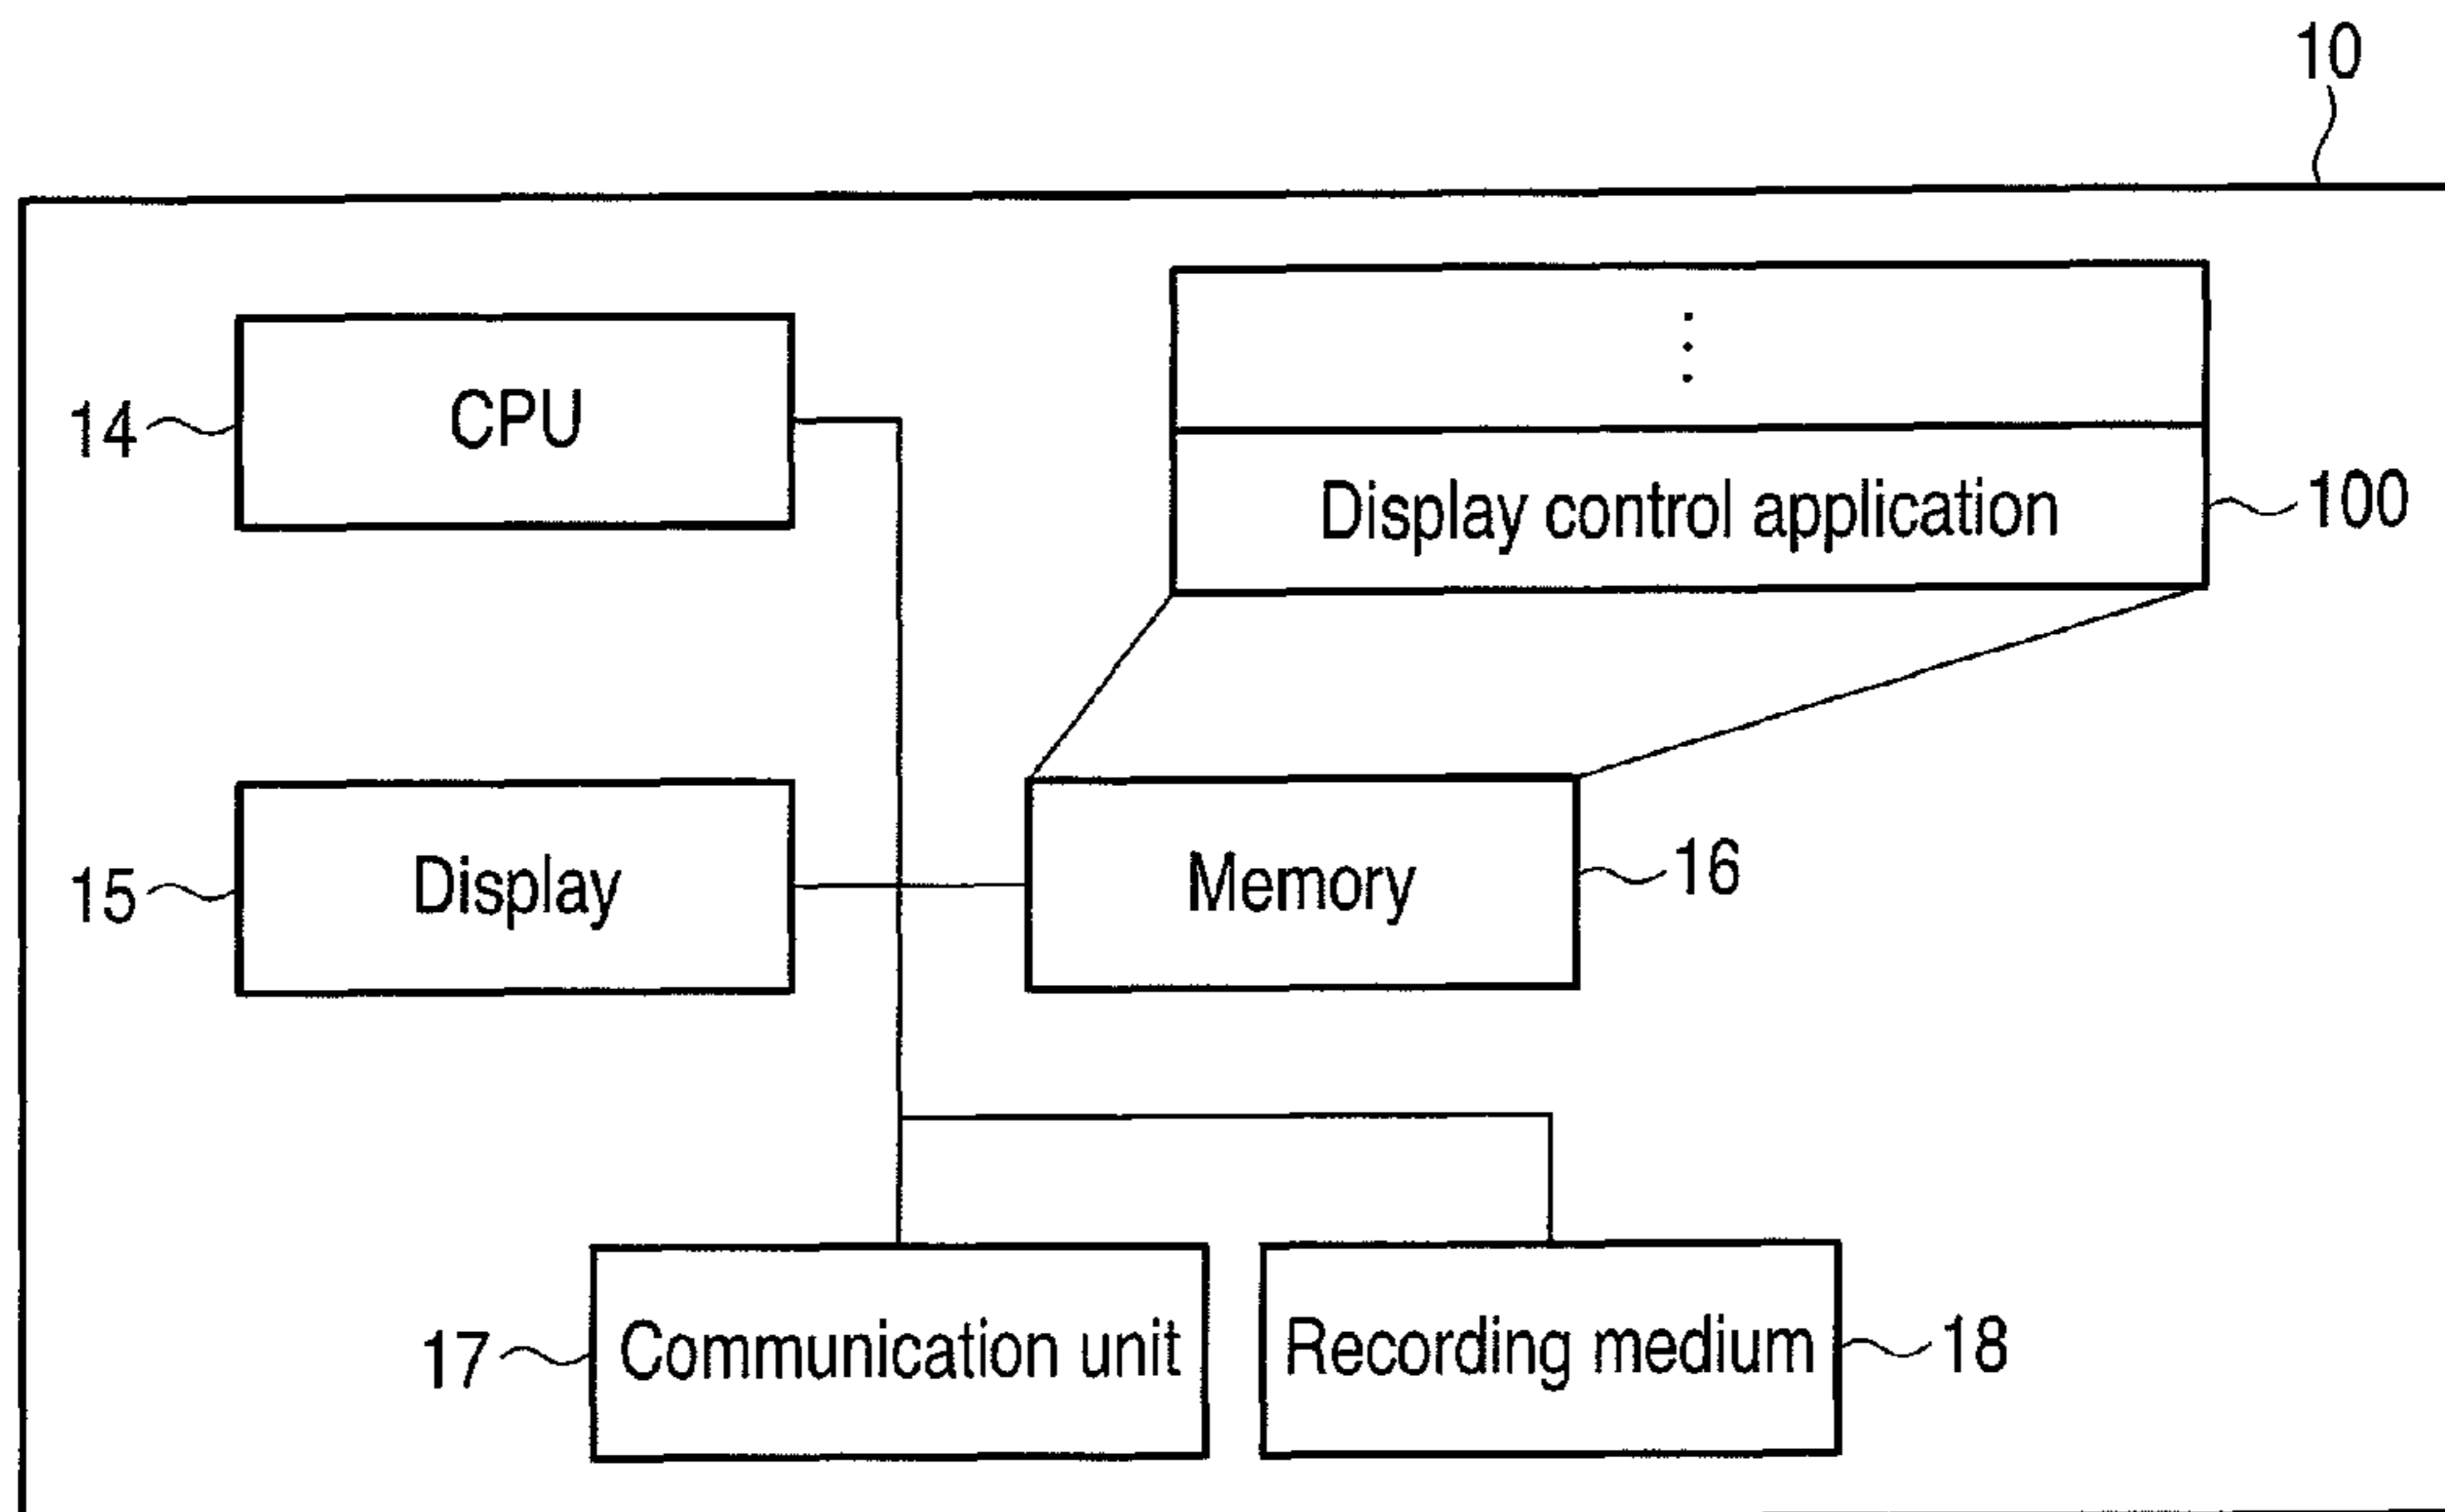 10
14
CPU
Display control application
100
15
Display
Memory
16
17
Communication unit
Recording medium
18